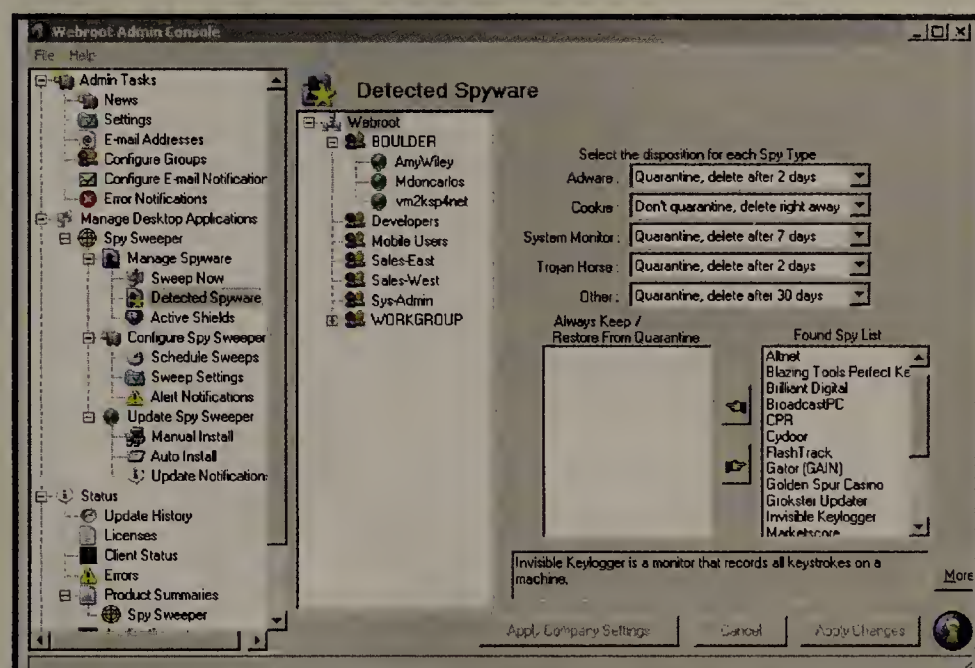 Webroot Admin Console
File Help
Admin Tasks
News
Settings
E-mail Addresses
Configure Groups
Configure E-mail Notification
Error Notifications
Manage Desktop Applications
Spy Sweeper
Manage Spyware
Sweep Now
Detected Spyware
Active Shields
Configure Spy Sweeper
Schedule Sweeps
Sweep Settings
Alert Notifications
Update Spy Sweeper
Manual Install
Auto Install
Update Notification
Status
Update History
Licenses
Client Status
Errors
Product Summaries
Spy Sweeper
Detected Spyware
Webroot
BOULDER
AmyWiley
Mdoncarlos
vm2ksp4net
Developers
Mobile Users
Sales-East
Sales-West
Sys-Admin
WORKGROUP
Select the disposition for each Spy Type
Adware : Quarantine, delete after 2 days
Cookie : Don't quarantine, delete right away
System Monitor : Quarantine, delete after 7 days
Trojan Horse : Quarantine, delete after 2 days
Other : Quarantine, delete after 30 days
Always Keep /
Restore From Quarantine
Found Spy List
Altnet
Blazing Tools Perfect Ke
Brilliant Digital
BroadcastPC
CPR
Cydoor
FlashTrack
Gator (GAIN)
Golden Spur Casino
Grokster Updater
Invisible Keylogger
Marketscore
Invisible Keylogger is a monitor that records all keystrokes on a
machine.
More
Apply Company Settings
Cancel
Apply Changes